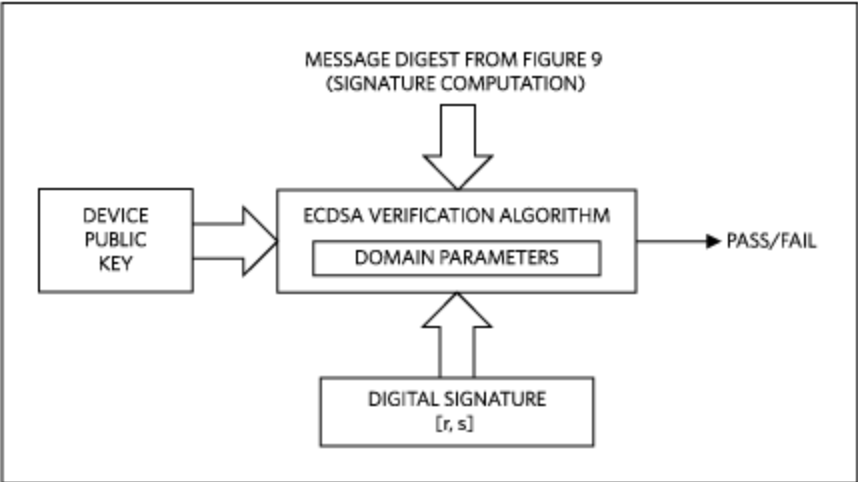 MESSAGE DIGEST FROM FIGURE 9
(SIGNATURE COMPUTATION)
DEVICE
PUBLIC
KEY
ECDSA VERIFICATION ALGORITHM
DOMAIN PARAMETERS
PASS/FAIL
DIGITAL SIGNATURE
[r, s]